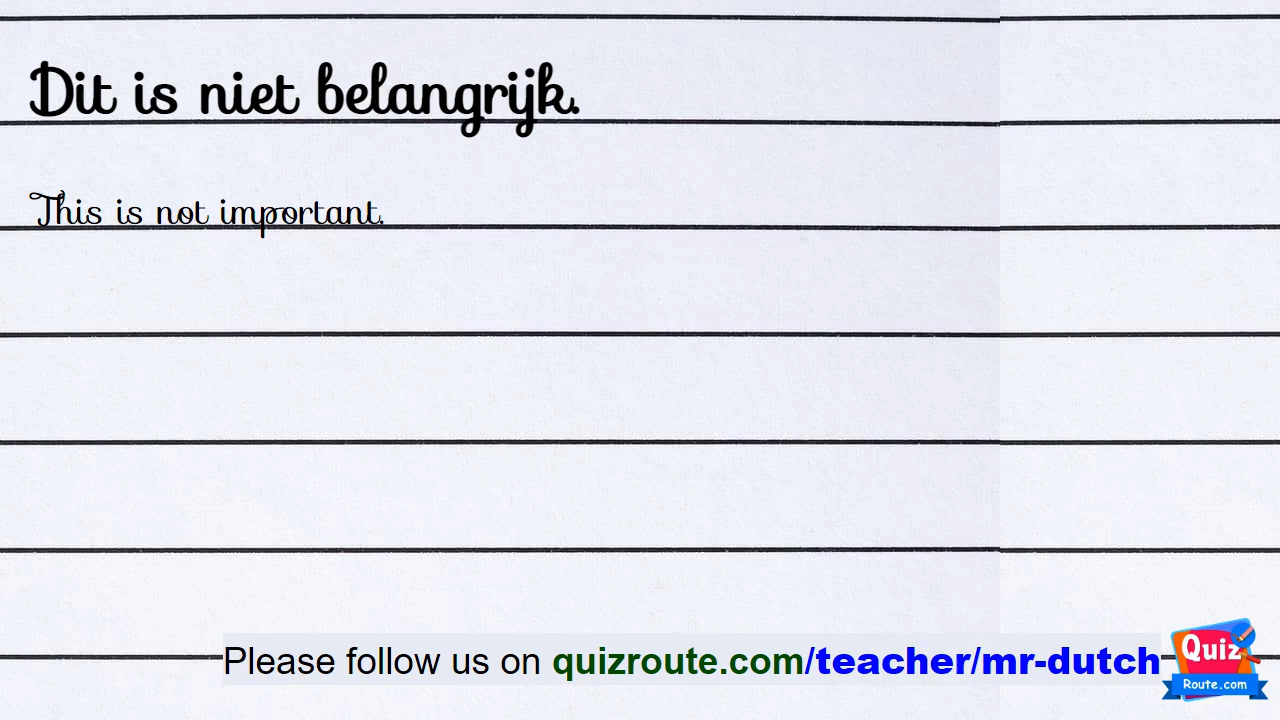 Dit is niet belangrijk.
This is not important.
Please follow us on quizroute.com/teacher/mr-dutch
Quiz
Route.com